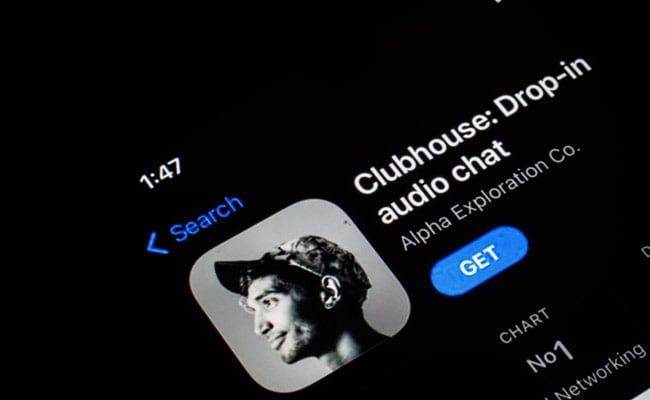 1:47
Search
Clubhouse: Drop-in
audio chat
Alpha Exploration Co.
GET
CHART
No1
Networking